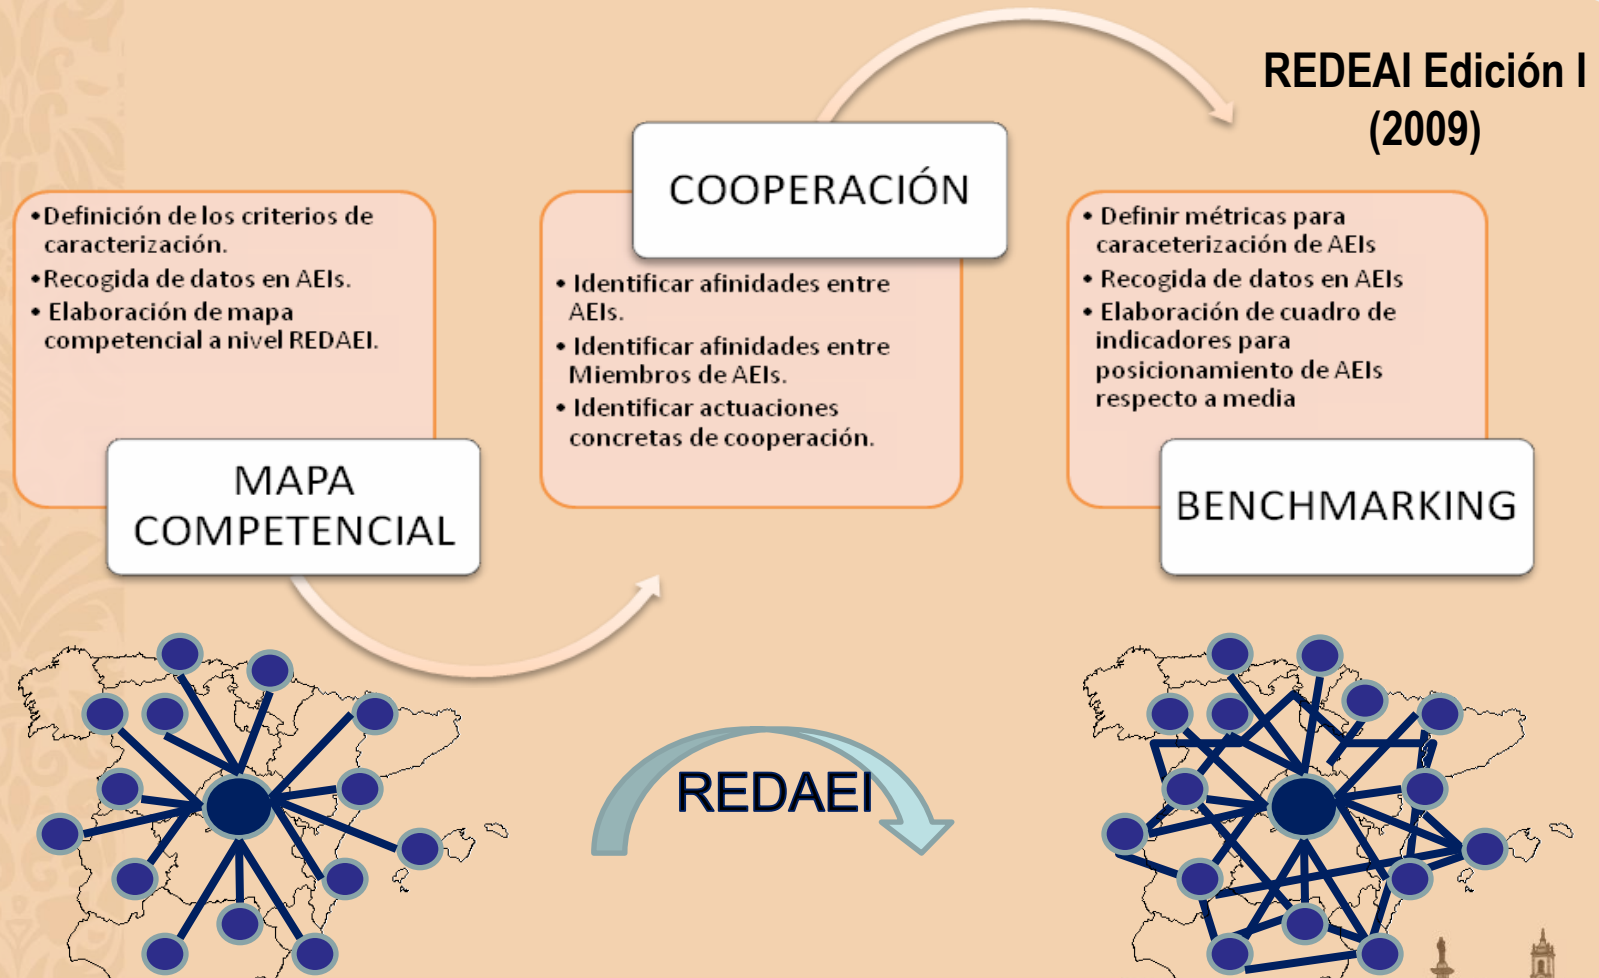 REDEAI Edición I
(2009)
•Definición de los criterios de
caracterización.
•Recogida de datos en AEIs.
• Elaboración de mapa
competencial a nivel REDAEI.
MAPA
COMPETENCIAL
COOPERACIÓN
• Identificar afinidades entre
AEIs.
• Identificar afinidades entre
Miembros de AEIs.
• Identificar actuaciones
concretas de cooperación.
• Definir métricas para
caraceterización de AEIs
• Recogida de datos en AEIs
• Elaboración de cuadro de
indicadores para
posicionamiento de AEIs
respecto a media
BENCHMARKING
REDAEI